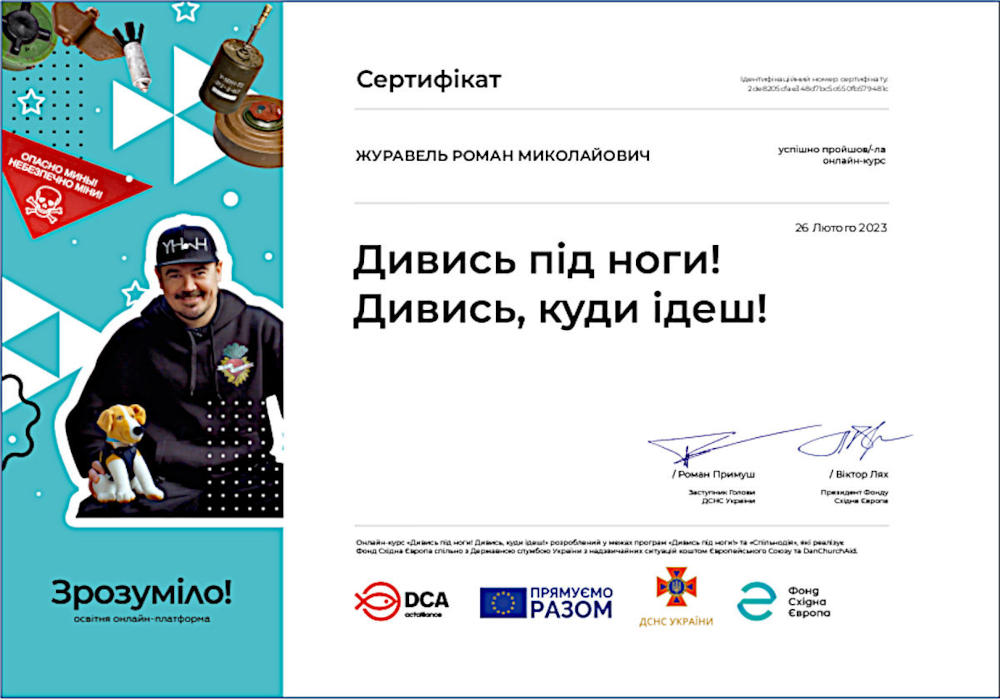 Сертифікат
Ідентифікаційний номер сертифікату:
ЖУРАВЕЛЬ РОМАН МИКОЛАЙОВИЧ
успішно пройшов/-ла
онлайн-курс
26 Лютого 2023
Дивись під ноги!
Дивись, куди ідеш!
ОПАСНО МИНЫ!
НЕБЕЗПЕЧНО МІНИ!
/ Роман Примуш
Заступник Голови
ДСНС України
/ Віктор Лях
Президент Фонду
Східна Європа
Онлайн-курс «Дивись під ноги! Дивись, куди ідеш!» розроблений у межах програм «Дивись під ноги!» та «Спільнодія», які реалізує
Фонд Східна Європа спільно з Державною службою України з надзвичайних ситуацій коштом Європейського Союзу та DanChurchAid.
Зрозуміло!
освітня онлайн-платформа
DCA
actalliance
ПРЯМУЄМО
РАЗОМ
ДСНС УКРАЇНИ
Фонд
Східна
Європа